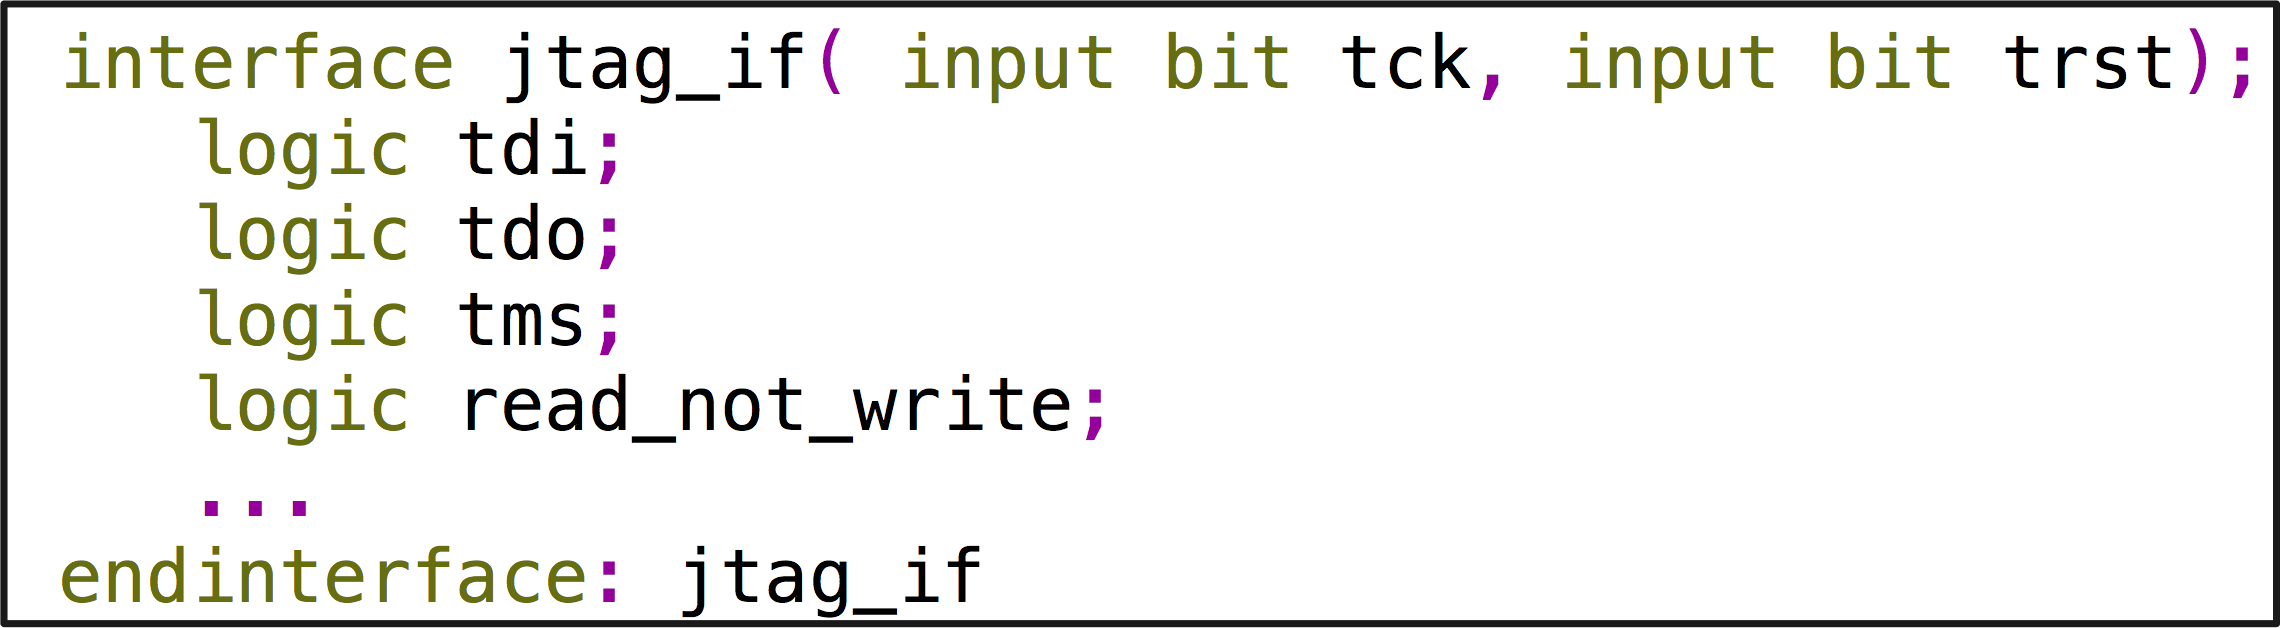 interface jtag_if( input bit tck, input bit trst);
logic tdi;
logic tdo;
logic tms;
logic read_not_write;
...
endinterface: jtag_if